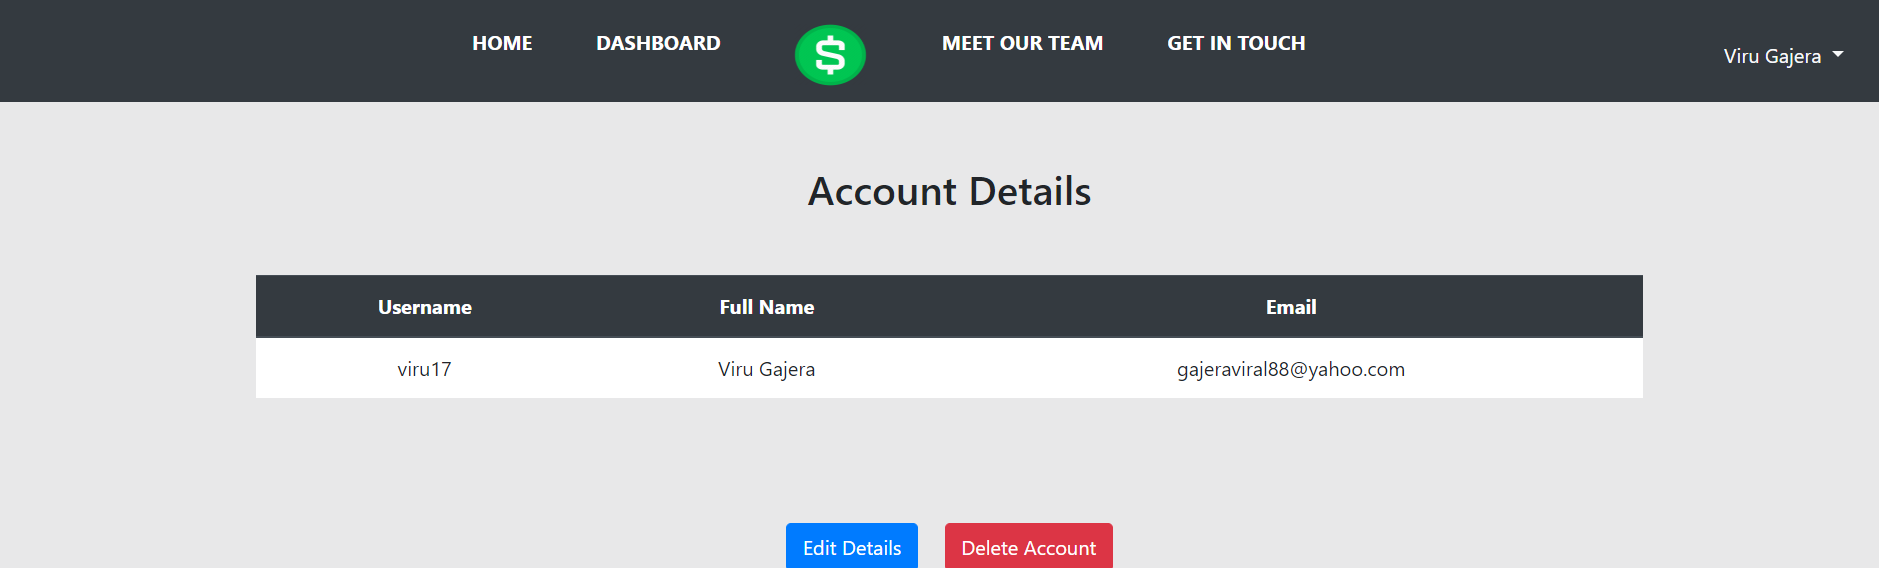 HOME DASHBOARD $ MEET OUR TEAM GET IN TOUCH Viru Gajera
Account Details
Username Full Name Email
viru17 Viru Gajera gajeraviral88@yahoo.com
Edit Details Delete Account